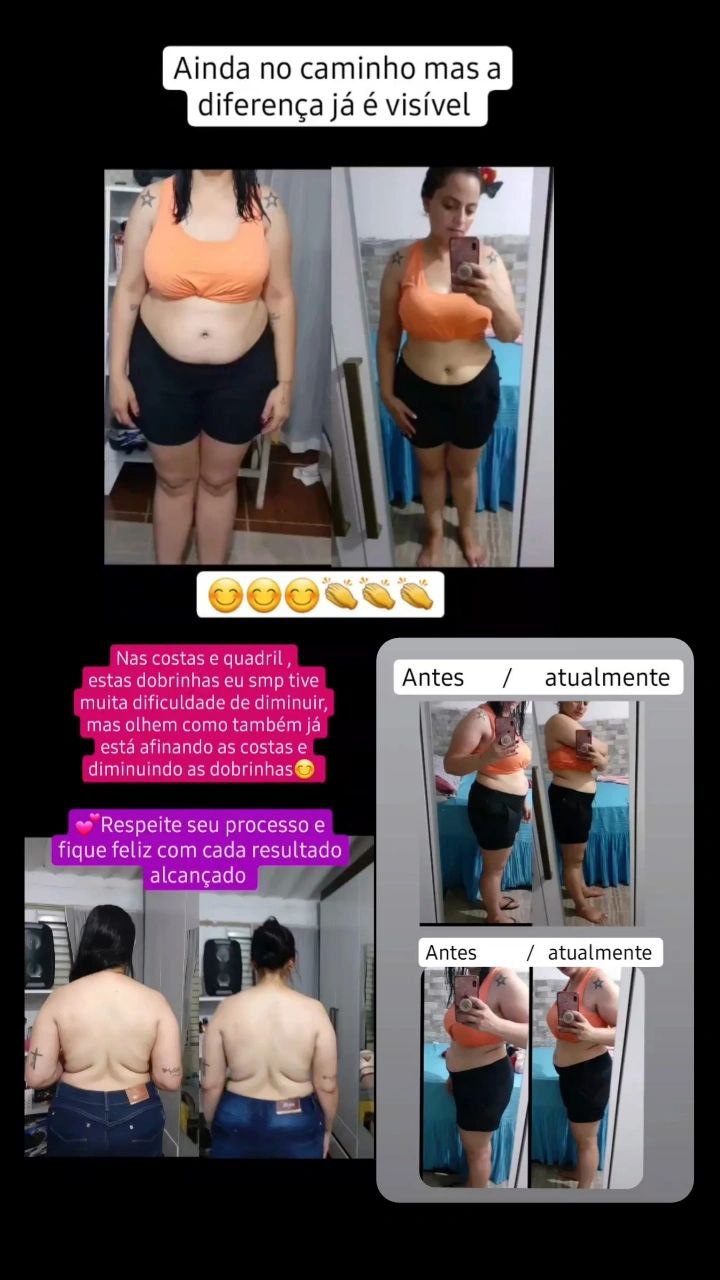 Ainda no caminho mas a
diferença já é visível
😊😊😊👏👏👏
Nas costas e quadril ,
estas dobrinhas eu smp tive
muita dificuldade de diminuir,
mas olhem como também já
está afinando as costas e
diminuindo as dobrinhas😊
💕Respeite seu processo e
fique feliz com cada resultado
alcançado
Antes / atualmente
Antes / atualmente